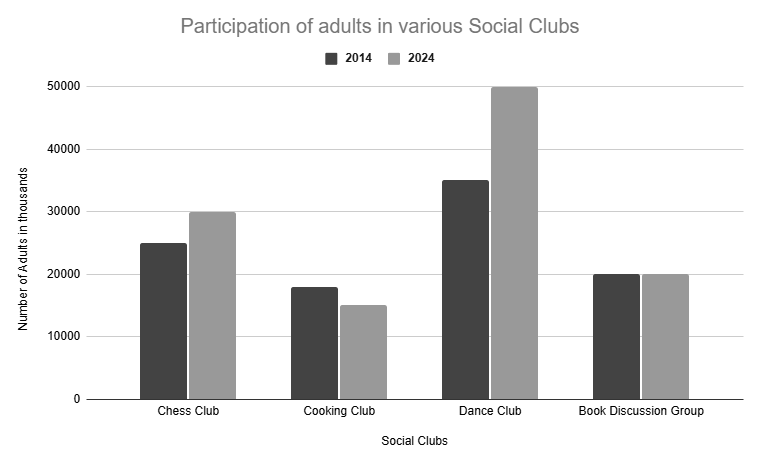 Participation of adults in various Social Clubs
2014 2024
Number of Adults in thousands
50000
40000
30000
20000
10000
0
Chess Club Cooking Club Dance Club Book Discussion Group
Social Clubs